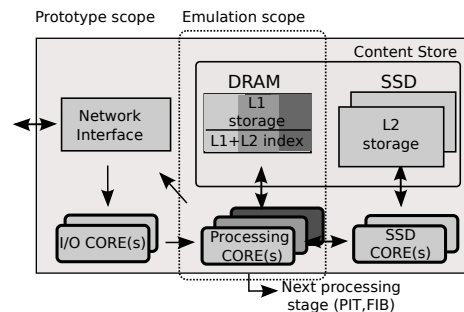 Prototype scope
Emulation scope
Content Store
DRAM
SSD
Network
Interface
L1
storage
L1+L2 index
L2
storage
I/O CORE(s)
Processing
CORE(s)
SSD
CORE(s)
Next processing
stage (PIT,FIB)